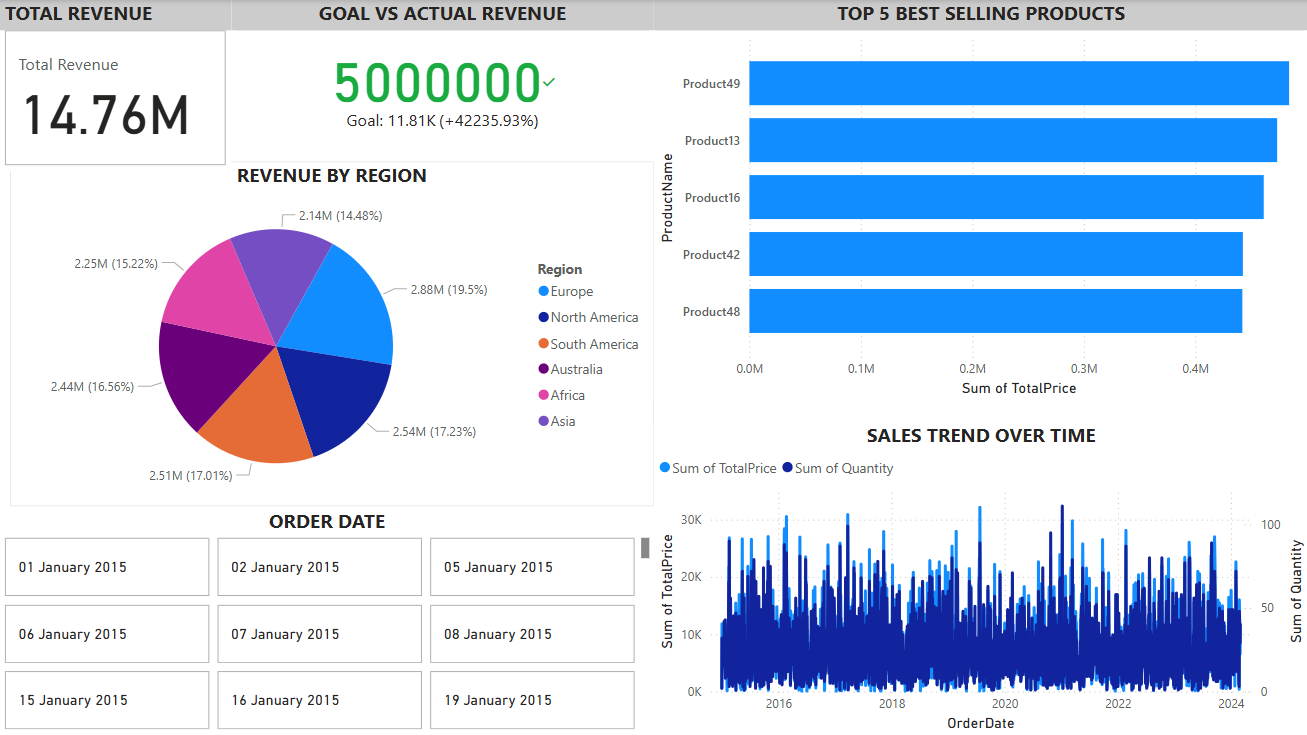 TOTAL REVENUE
GOAL VS ACTUAL REVENUE
TOP 5 BEST SELLING PRODUCTS
Total Revenue
14.76M
5000000
Goal: 11.81K (+42235.93%)
REVENUE BY REGION
2.14M (14.48%)
2.25M (15.22%)
2.88M (19.5%)
2.44M (16.56%)
2.54M (17.23%)
2.51M (17.01%)
Region
Europe
North America
South America
Australia
Africa
Asia
ProductName
Product49
Product13
Product16
Product42
Product48
0.0M 0.1M 0.2M 0.3M 0.4M
Sum of TotalPrice
ORDER DATE
01 January 2015 02 January 2015 05 January 2015
06 January 2015 07 January 2015 08 January 2015
15 January 2015 16 January 2015 19 January 2015
SALES TREND OVER TIME
Sum of TotalPrice Sum of Quantity
Sum of TotalPrice
30K
20K
10K
0K
100
50
0
Sum of Quantity
2016 2018 2020 2022 2024
OrderDate